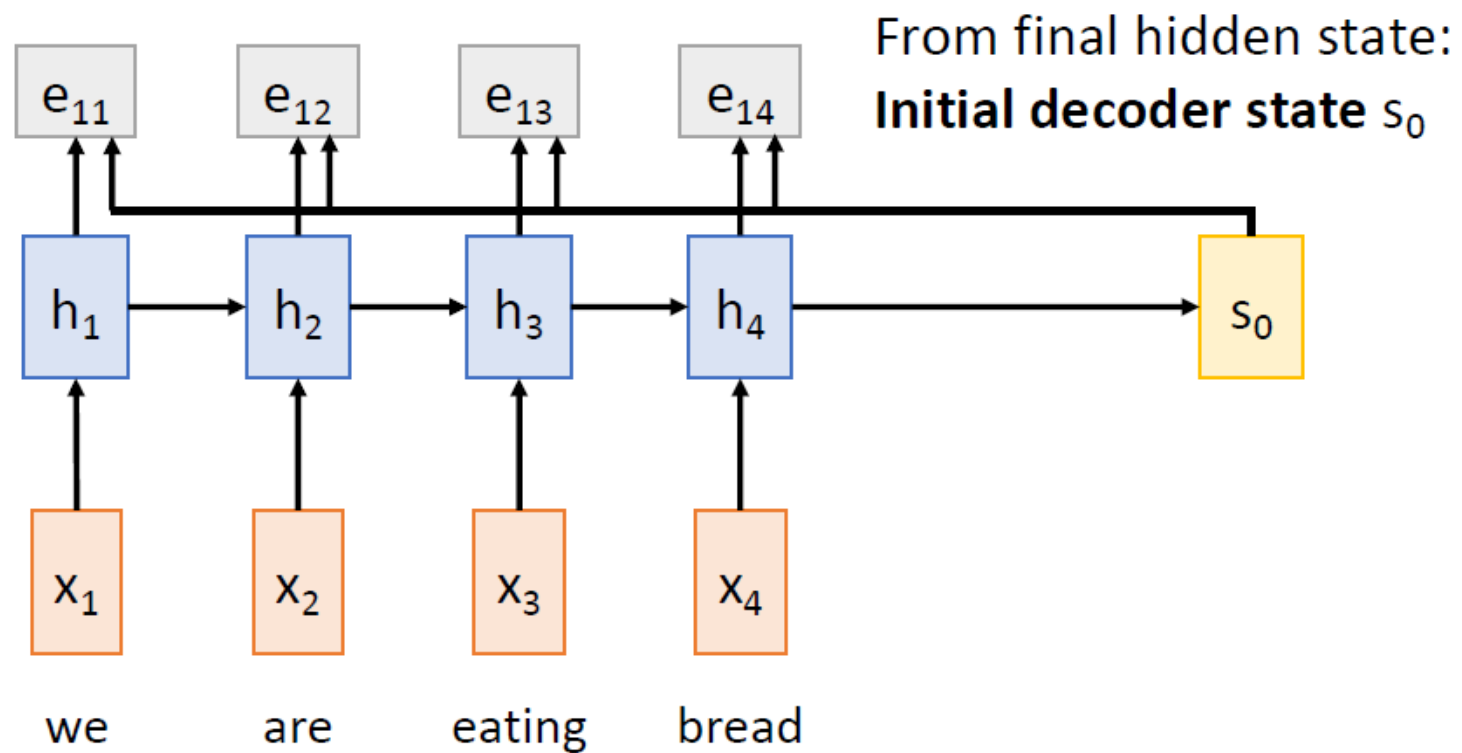 From final hidden state:
Initial decoder state s₀
e₁₁ e₁₂ e₁₃ e₁₄
h₁ h₂ h₃ h₄ s₀
x₁ x₂ x₃ x₄
we are eating bread